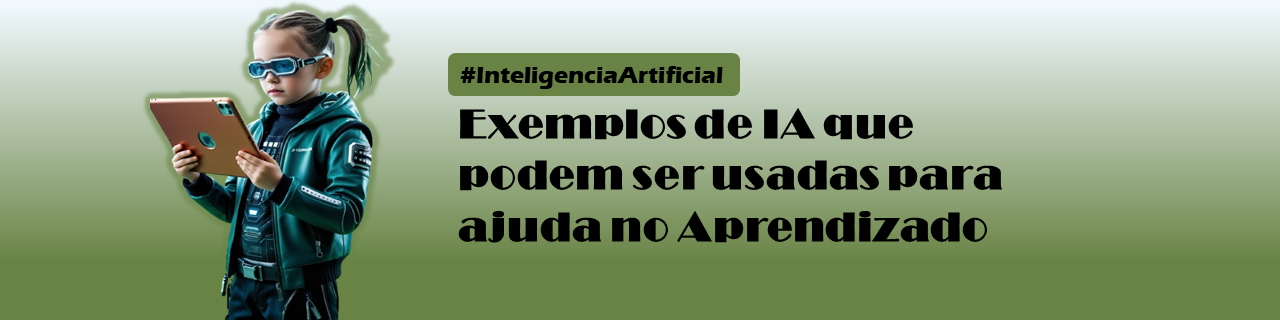 #InteligenciaArtificial
Exemplos de IA que
podem ser usadas para
ajuda no Aprendizado